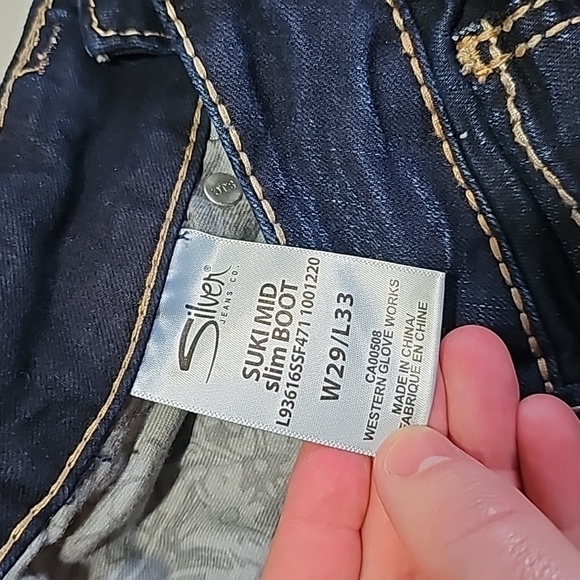 Silver®
JEANS CO.
SUKI MID
slim BOOT
L93616SSF471 1001220
W29/L33
CA00508
WESTERN GLOVE WORKS
MADE IN CHINA/
FABRIQUE EN CHINE